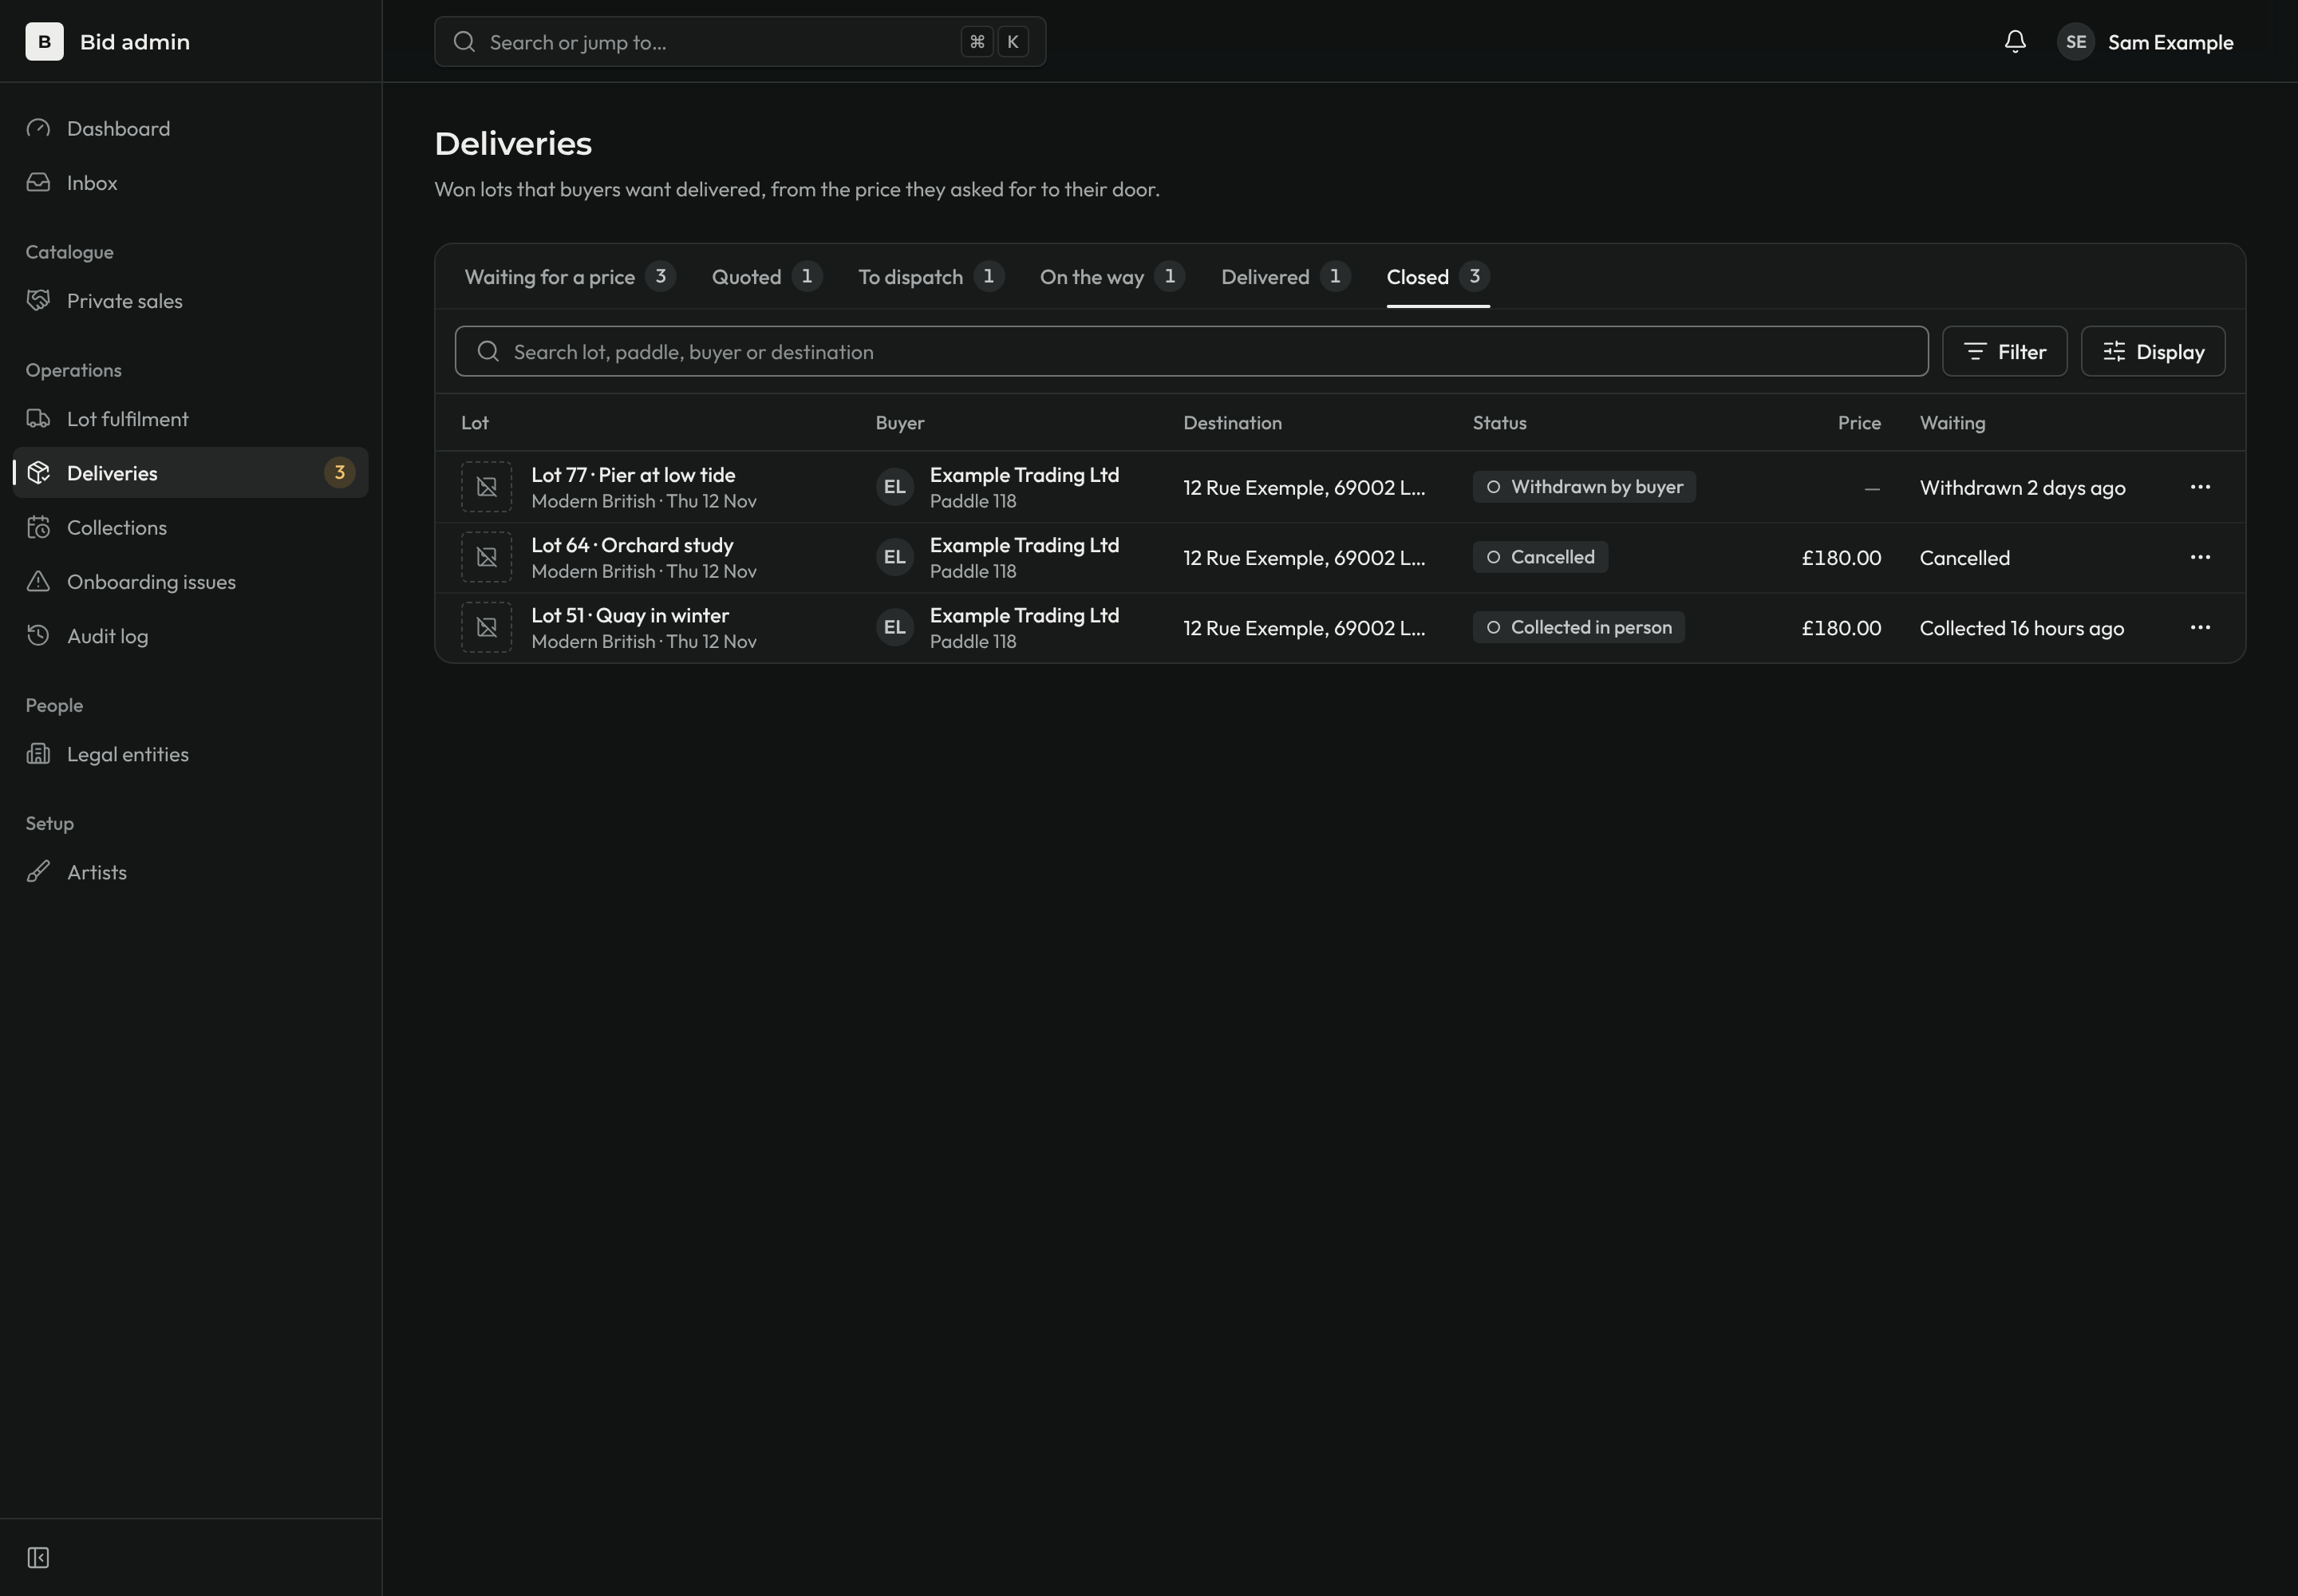 B Bid admin
Search or jump to...
⌘ K
SE Sam Example
Dashboard
Inbox
Catalogue
Private sales
Operations
Lot fulfilment
Deliveries 3
Collections
Onboarding issues
Audit log
People
Legal entities
Setup
Artists
Deliveries
Won lots that buyers want delivered, from the price they asked for to their door.
Waiting for a price 3 Quoted 1 To dispatch 1 On the way 1 Delivered 1 Closed 3
Search lot, paddle, buyer or destination
Filter Display
Lot Buyer Destination Status Price Waiting
Lot 77 · Pier at low tide
Modern British · Thu 12 Nov
EL Example Trading Ltd
Paddle 118
12 Rue Exemple, 69002 L...
Withdrawn by buyer
—
Withdrawn 2 days ago
Lot 64 · Orchard study
Modern British · Thu 12 Nov
EL Example Trading Ltd
Paddle 118
12 Rue Exemple, 69002 L...
Cancelled
£180.00
Cancelled
Lot 51 · Quay in winter
Modern British · Thu 12 Nov
EL Example Trading Ltd
Paddle 118
12 Rue Exemple, 69002 L...
Collected in person
£180.00
Collected 16 hours ago